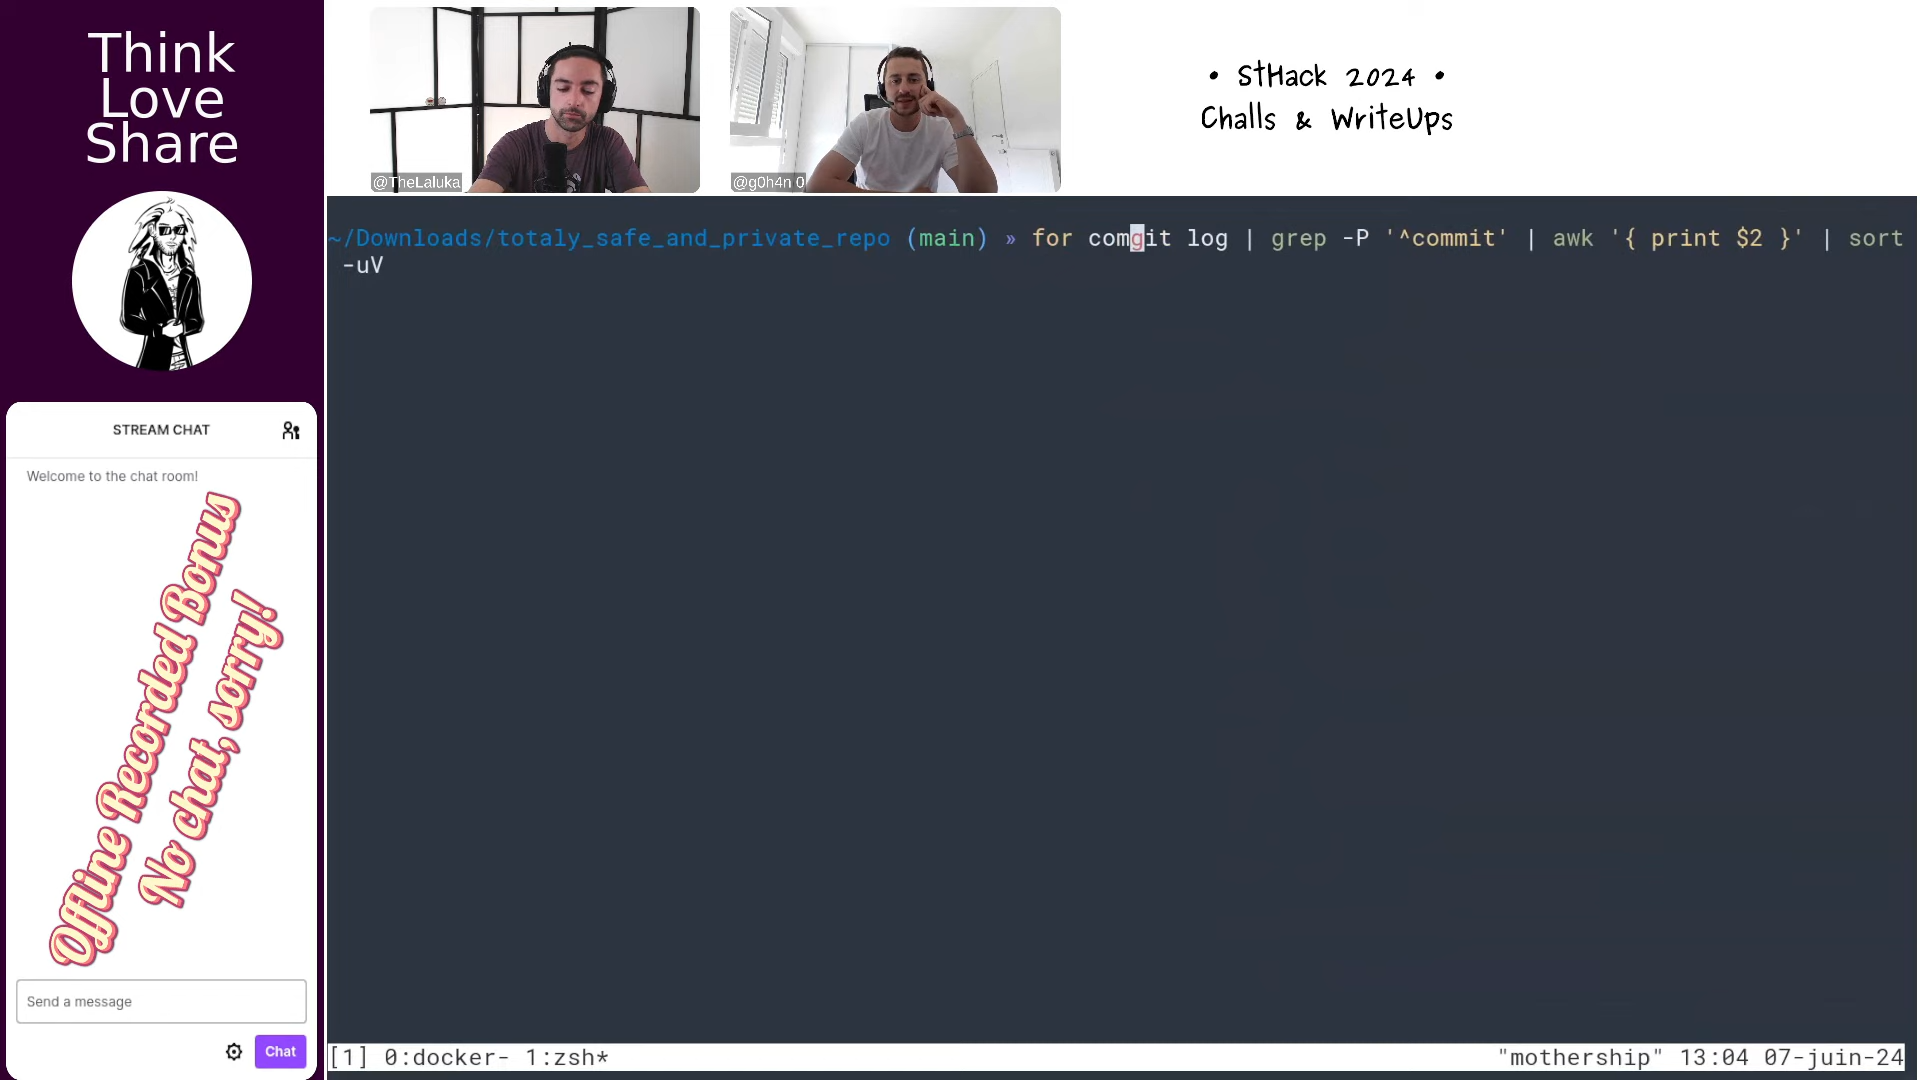 Think
Love
Share
@TheLaluka
@g0h4n 0
• StHack 2024 •
Challs & WriteUps
~/Downloads/totaly_safe_and_private_repo (main) » for comgit log | grep -P '^commit' | awk '{ print $2 }' | sort
-uV
STREAM CHAT
Welcome to the chat room!
Offline Recorded Bonus
No chat, sorry!
Send a message
Chat
[1] 0:docker- 1:zsh*
"mothership" 13:04 07-juin-24